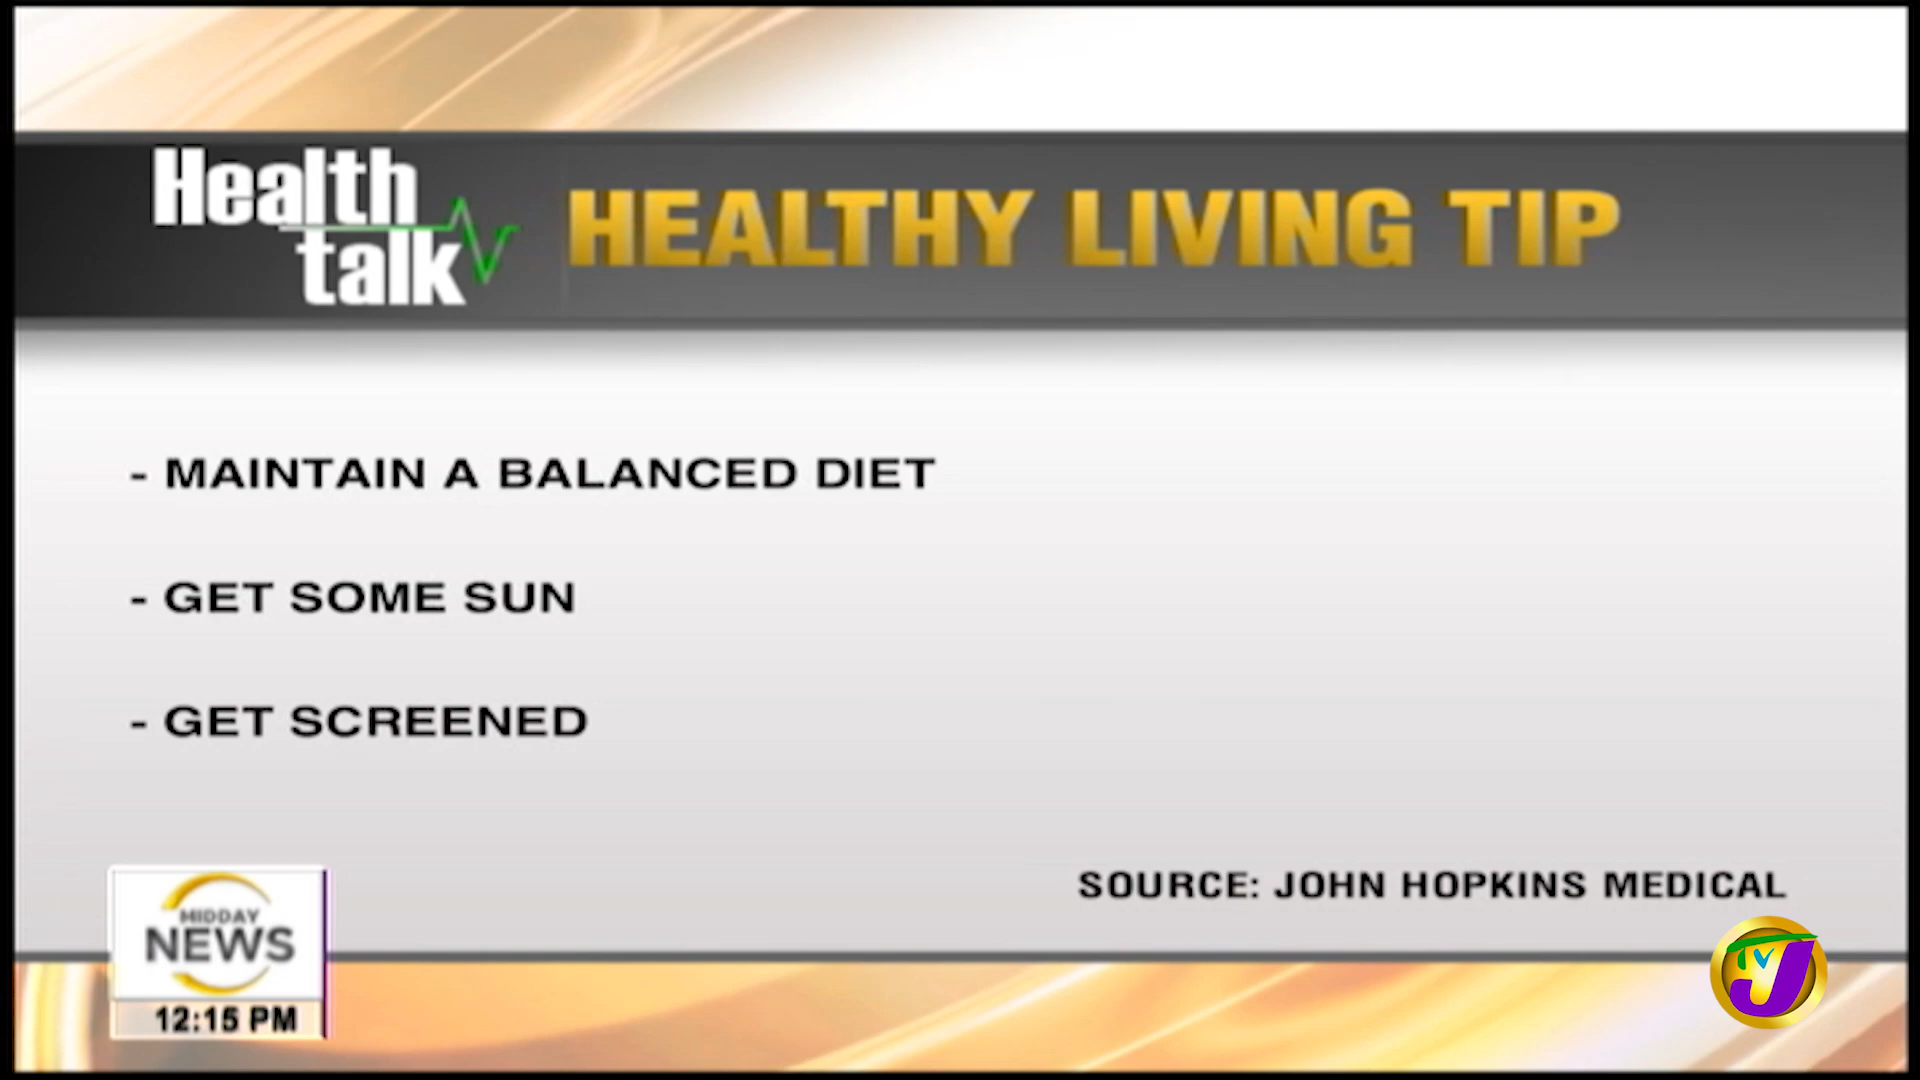 Health
talk
HEALTHY LIVING TIP
- MAINTAIN A BALANCED DIET
- GET SOME SUN
- GET SCREENED
SOURCE: JOHN HOPKINS MEDICAL
MIDDAY
NEWS
12:15 PM
TVJ